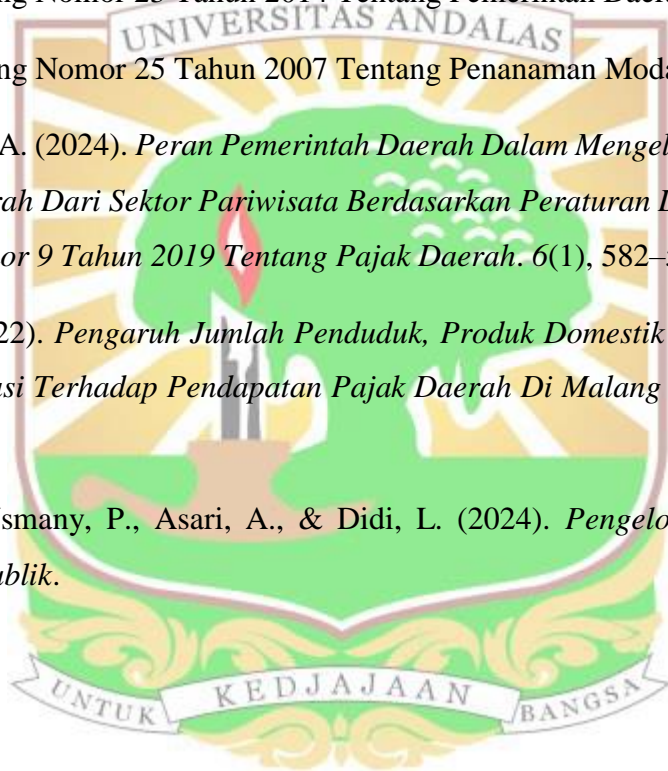 ng Nomor 23 Tahun 2014 Tentang Pemerintah Daera
UNIVERSITAS ANDALAS
ng Nomor 25 Tahun 2007 Tentang Penanaman Moda
A. (2024). Peran Pemerintah Daerah Dalam Mengel
rah Dari Sektor Pariwisata Berdasarkan Peraturan D
or 9 Tahun 2019 Tentang Pajak Daerah. 6(1), 582–
22). Pengaruh Jumlah Penduduk, Produk Domestik
asi Terhadap Pendapatan Pajak Daerah Di Malang
Usmany, P., Asari, A., & Didi, L. (2024). Pengelo
ublik.
UNTUK KEDJAJAAN BANGSA